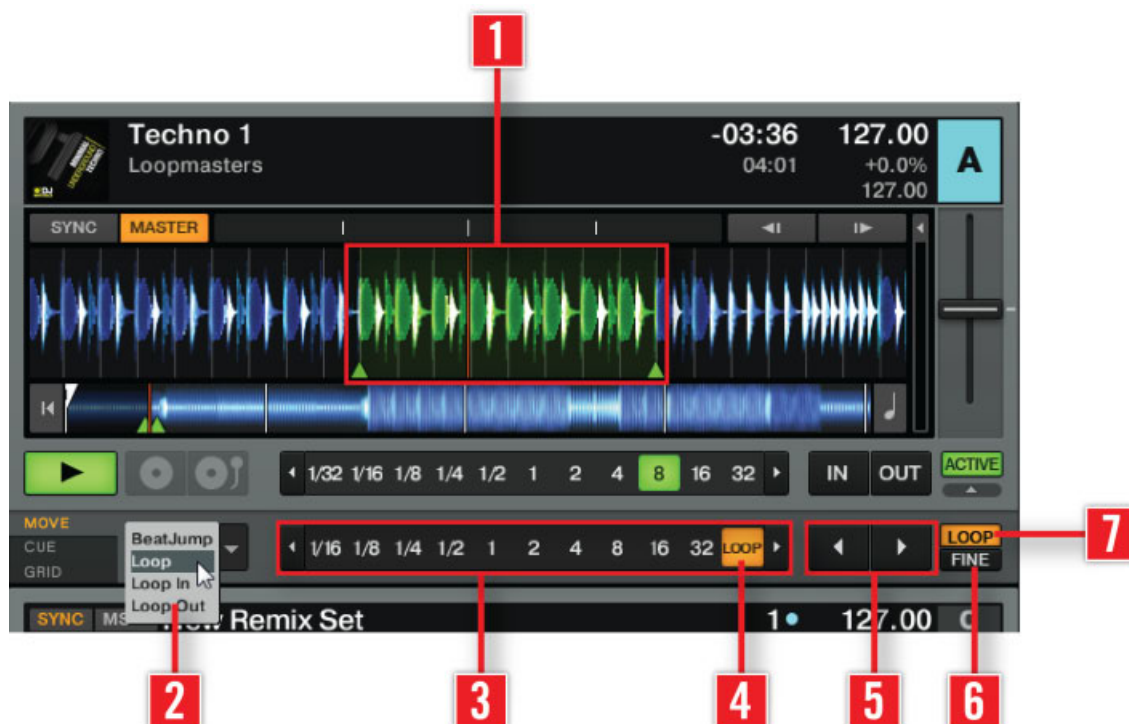 1
Techno 1 -03:36 127.00 A
Loopmasters 04:01 +0.0%
127.00
SYNC MASTER
1/32 1/16 1/8 1/4 1/2 1 2 4 8 16 32 IN OUT ACTIVE
MOVE
CUE
GRID
BeatJump
Loop
Loop In
Loop Out
1/16 1/8 1/4 1/2 1 2 4 8 16 32 LOOP
LOOP
FINE
7
SYNC Remix Set 1 127.00 C
2 3 4 5 6